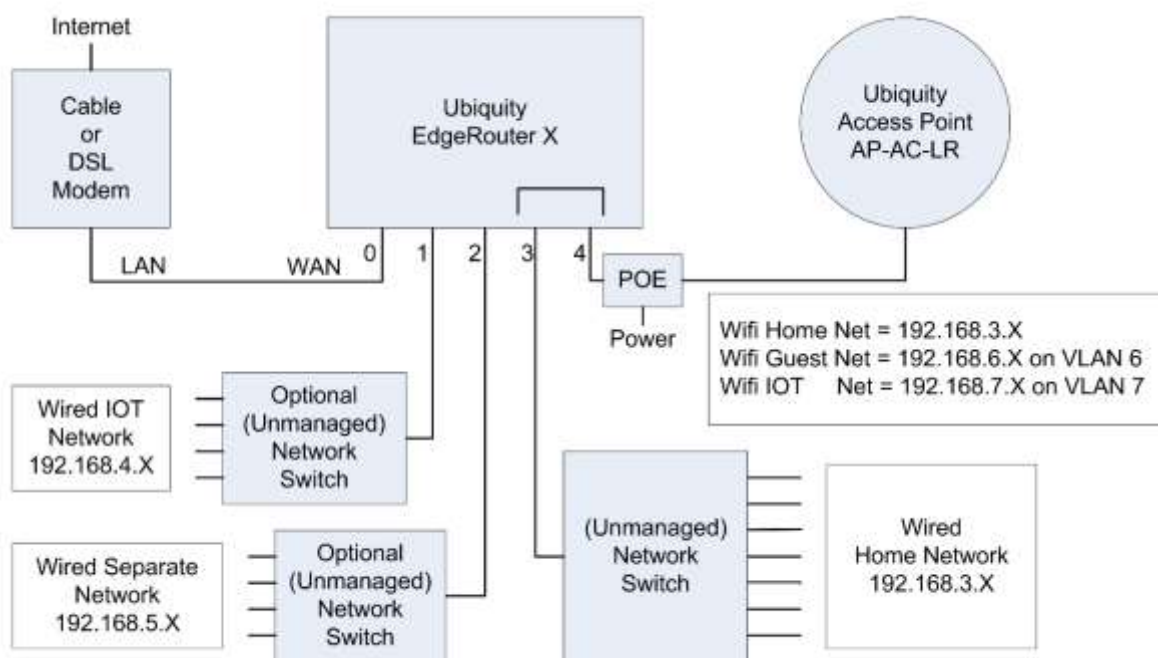 Internet
Cable
or
DSL
Modem
LAN
WAN
Ubiquity
EdgeRouter X
0
1
2
3
4
Ubiquity
Access Point
AP-AC-LR
POE
Power
Wifi Home Net = 192.168.3.X
Wifi Guest Net = 192.168.6.X on VLAN 6
Wifi IOT Net = 192.168.7.X on VLAN 7
Wired IOT
Network
192.168.4.X
Optional
(Unmanaged)
Network
Switch
Wired Separate
Network
192.168.5.X
Optional
(Unmanaged)
Network
Switch
(Unmanaged)
Network
Switch
Wired
Home Network
192.168.3.X